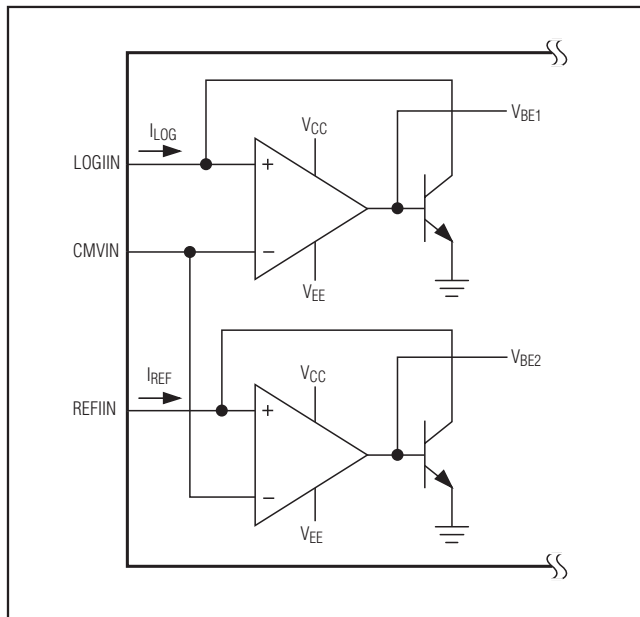 VBE1
VCC
ILOG
LOGIIN
+
CMVIN
−
VEE
VBE2
VCC
IREF
REFIIN
+
−
VEE